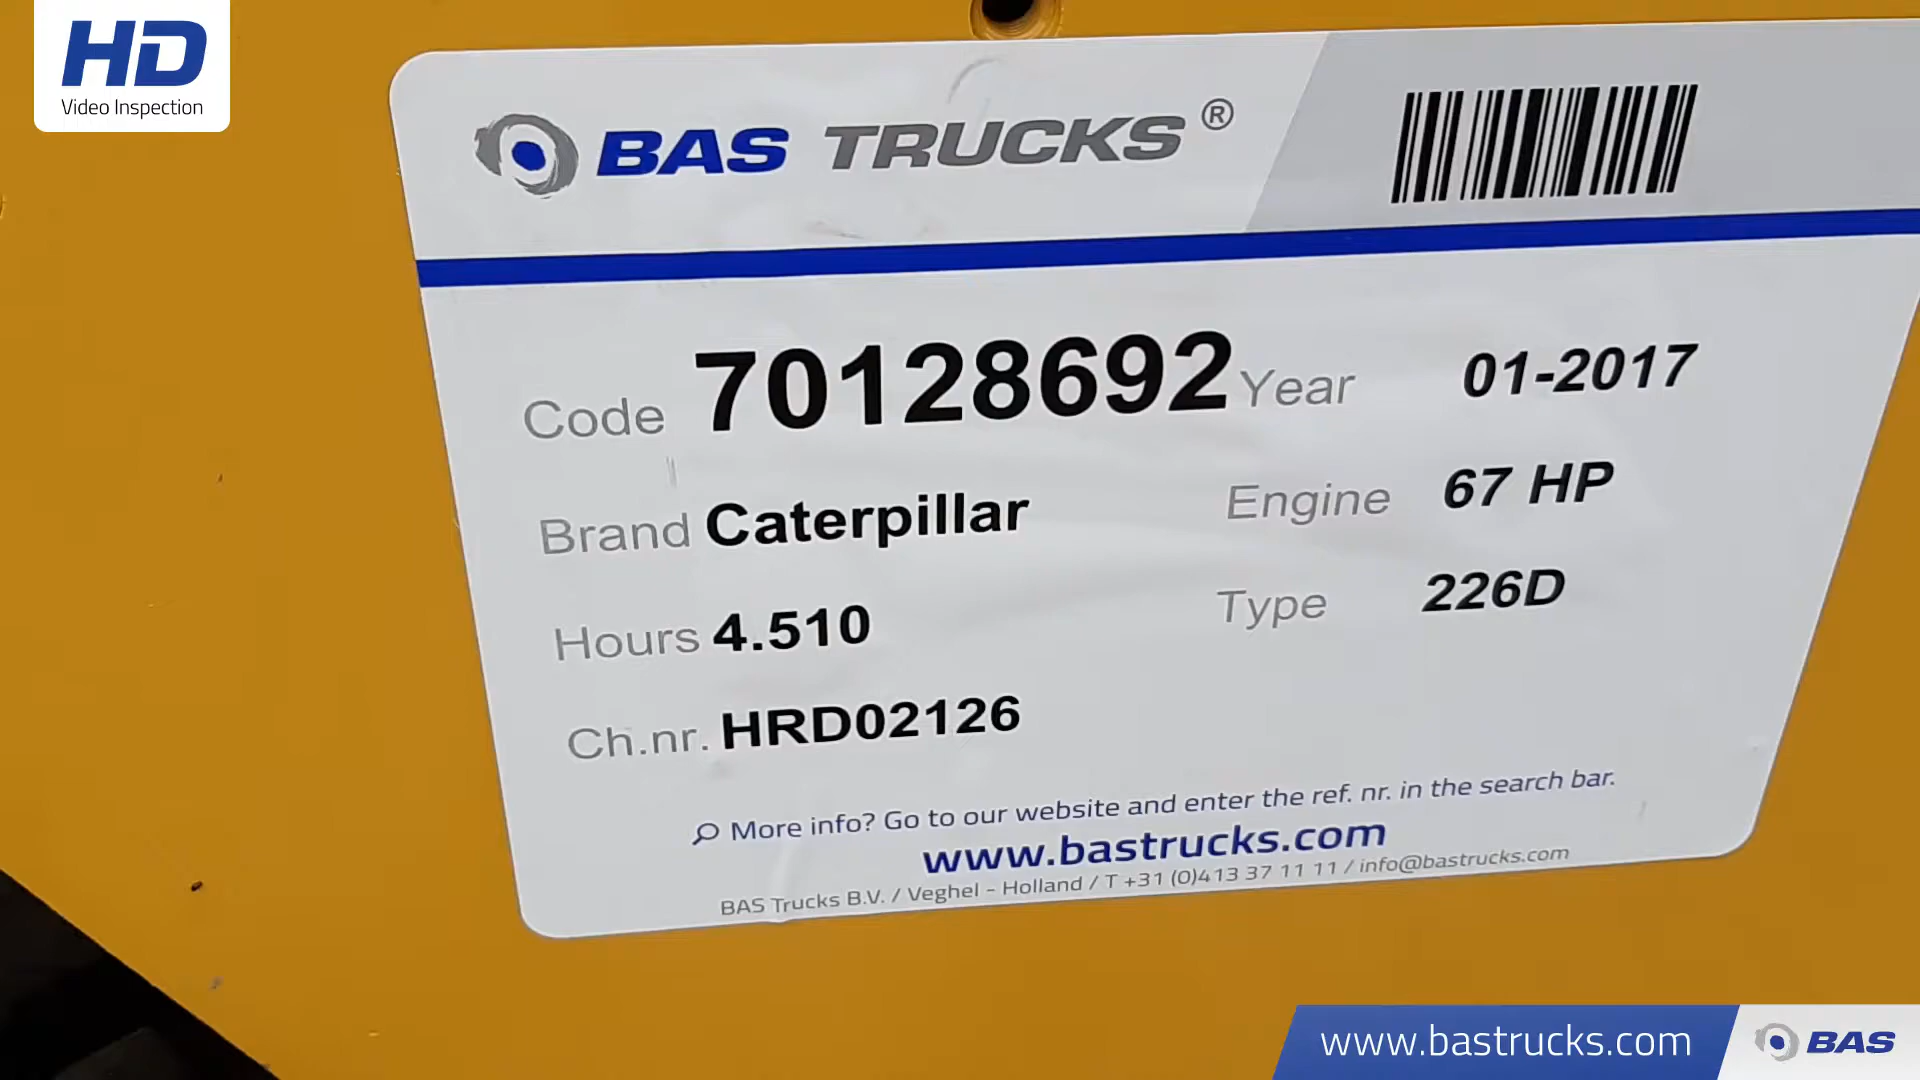 HD
Video Inspection
BAS TRUCKS®
Code 70128692 Year 01-2017
Brand Caterpillar Engine 67 HP
Hours 4.510 Type 226D
Ch.nr. HRD02126
More info? Go to our website and enter the ref. nr. in the search bar.
www.bastrucks.com
BAS Trucks B.V. / Veghel - Holland / T +31 (0)413 37 11 11 / info@bastrucks.com
www.bastrucks.com BAS